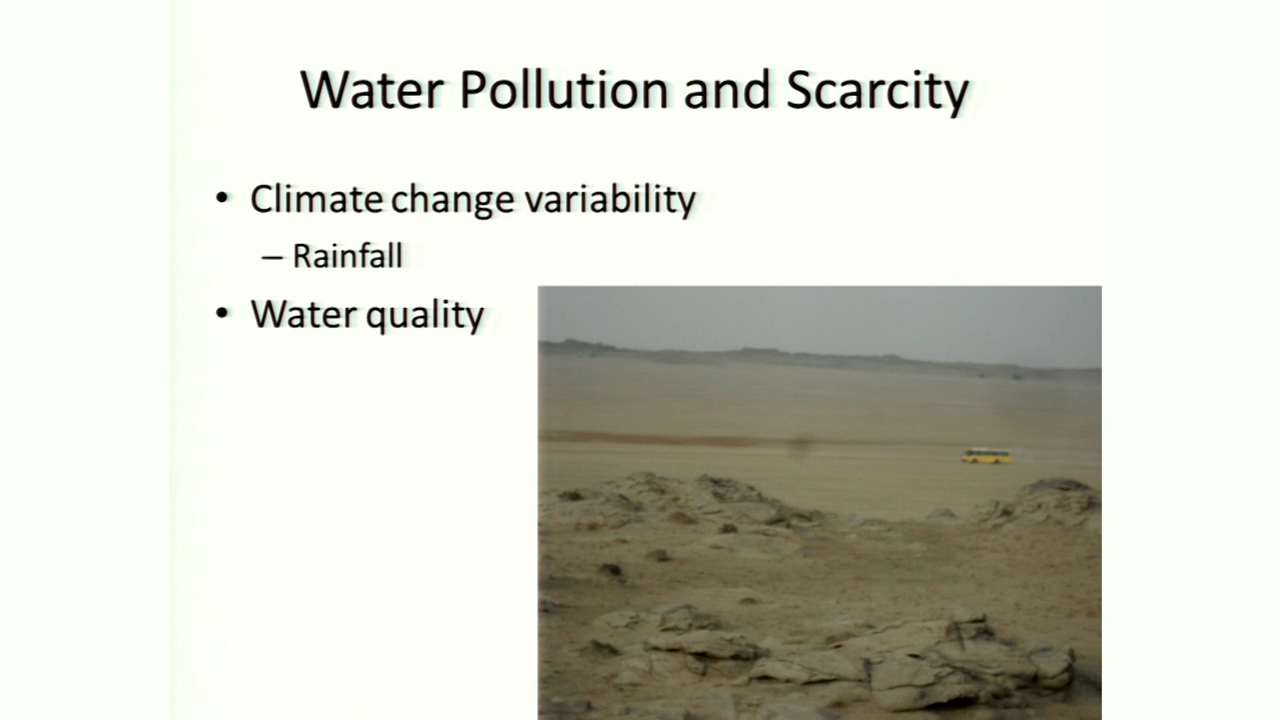 Water Pollution and Scarcity
• Climate change variability
– Rainfall
• Water quality